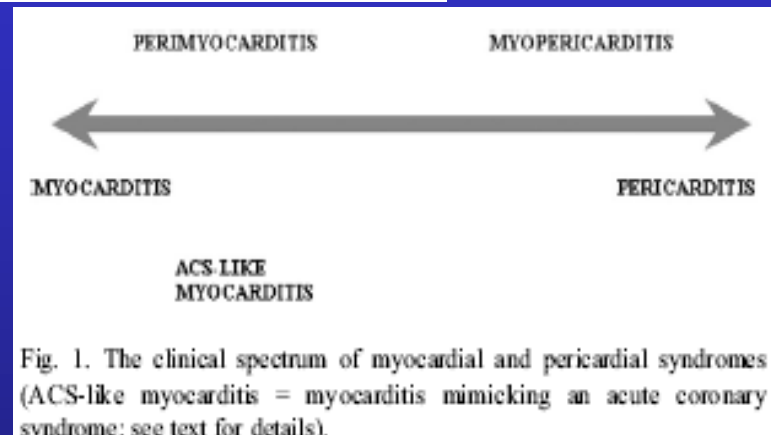 PERIMYOCARDITIS MYOPERICARDITIS
MYOCARDITIS PERICARDITIS
ACS-LIKE
MYOCARDITIS
Fig. 1. The clinical spectrum of myocardial and pericardial syndromes
(ACS-like myocarditis = myocarditis mimicking an acute coronary
syndrome; see text for details).